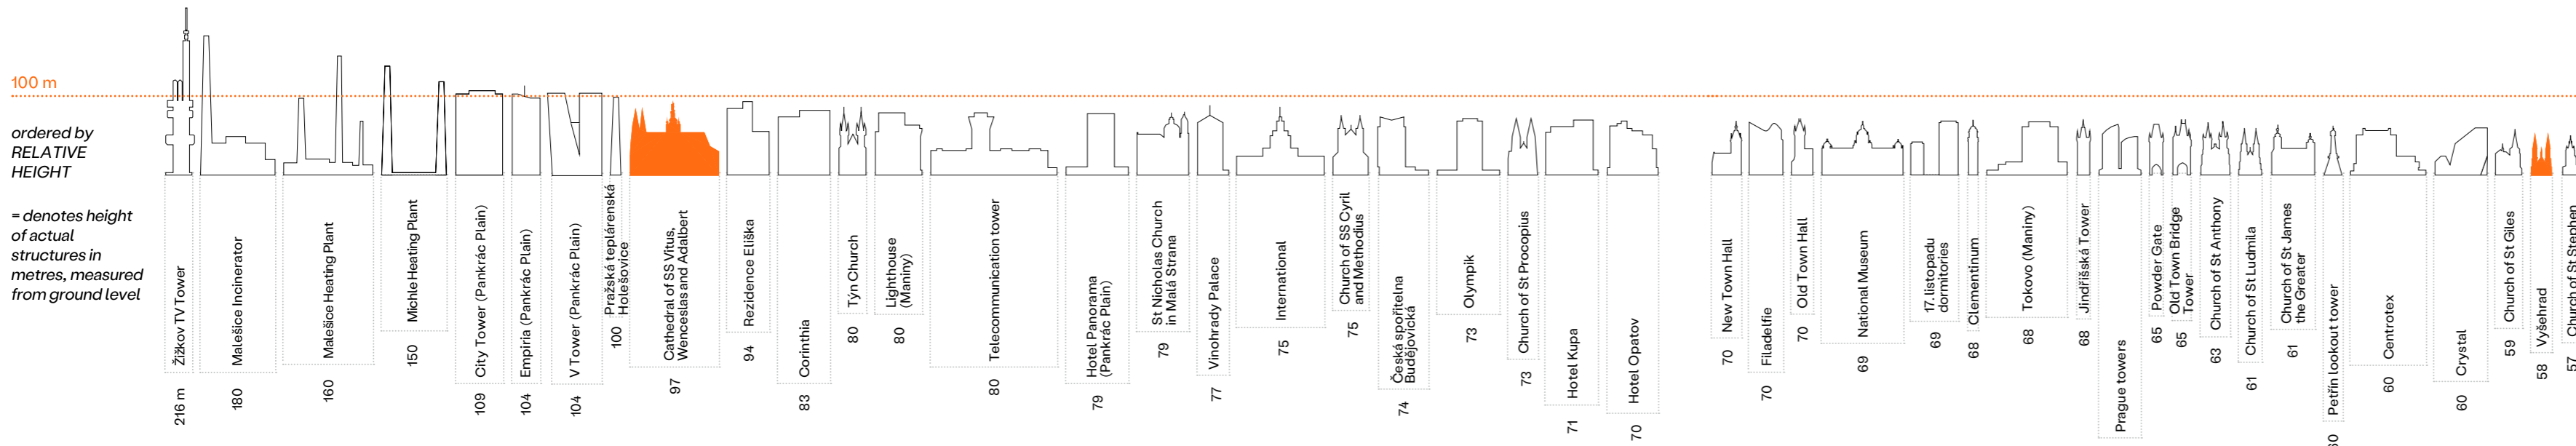 100 m
ordered by
RELATIVE
HEIGHT
= denotes height
of actual
structures in
metres, measured
from ground level
Žižkov TV Tower
216 m
Malešice Incinerator
180
Malešice Heating Plant
160
Michle Heating Plant
150
City Tower (Pankrác Plain)
109
Empiria (Pankrác Plain)
104
V Tower (Pankrác Plain)
104
Pražská teplárenská
Holešovice
100
Cathedral of SS Vitus,
Wenceslas and Adalbert
97
Rezidence Eliška
94
Corinthia
83
Týn Church
80
Lighthouse
(Maniny)
80
Telecommunication tower
80
Hotel Panorama
(Pankrác Plain)
79
St Nicholas Church
in Malá Strana
79
Vinohrady Palace
77
International
75
Church of SS Cyril
and Methodius
75
Česká spořitelna
Budějovická
74
Olympik
73
Church of St Procopius
73
Hotel Kupa
71
Hotel Opatov
70
New Town Hall
70
Filadelfie
70
Old Town Hall
70
National Museum
69
17. listopadu
dormitories
69
Clementinum
68
Tokovo (Maniny)
68
Jindřišská Tower
68
Prague towers
Powder Gate
65
Old Town Bridge
Tower
65
Church of St Anthony
63
Church of St Ludmila
61
Church of St James
the Greater
61
Petřín lookout tower
60
Centrotex
60
Crystal
60
Church of St Giles
59
Vyšehrad
58
Church of St Stephen
57